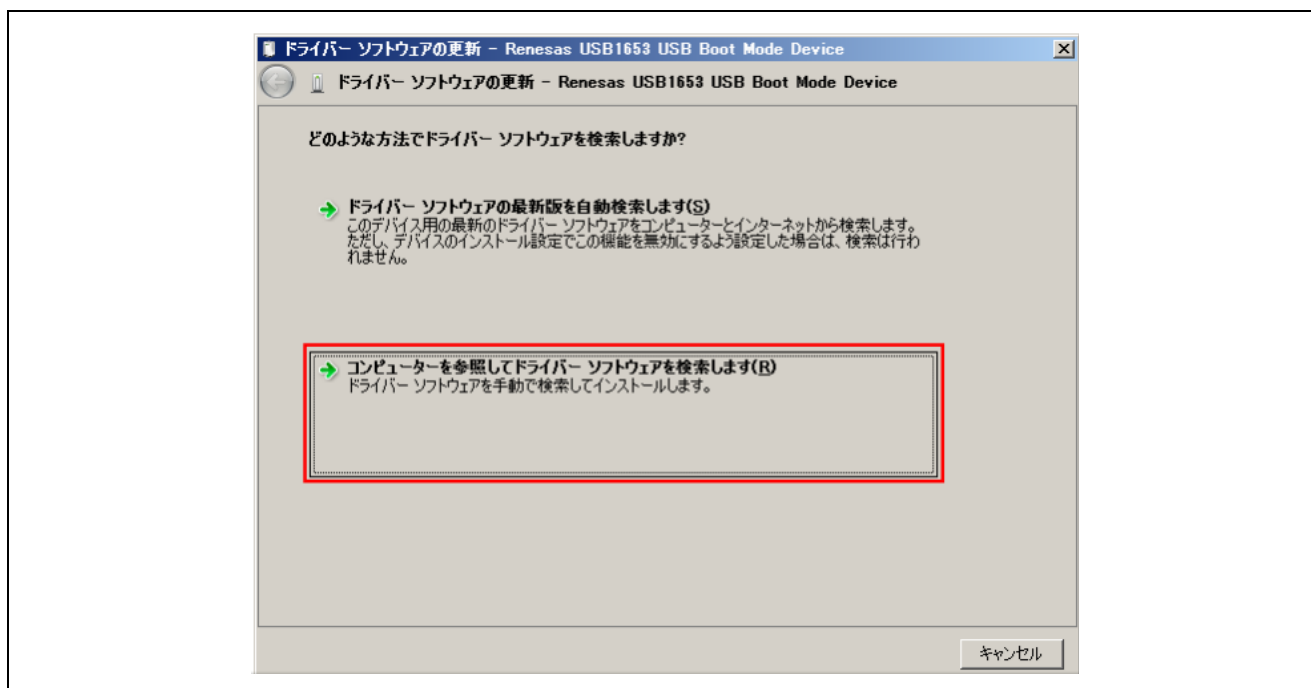 ドライバー ソフトウェアの更新 - Renesas USB1653 USB Boot Mode Device
ドライバー ソフトウェアの更新 - Renesas USB1653 USB Boot Mode Device
どのような方法でドライバー ソフトウェアを検索しますか?
ドライバー ソフトウェアの最新版を自動検索します(S)
このデバイス用の最新のドライバー ソフトウェアをコンピューターとインターネットから検索します。
ただし、デバイスのインストール設定でこの機能を無効にするよう設定した場合は、検索は行わ
れません。
コンピューターを参照してドライバー ソフトウェアを検索します(R)
ドライバー ソフトウェアを手動で検索してインストールします。
キャンセル